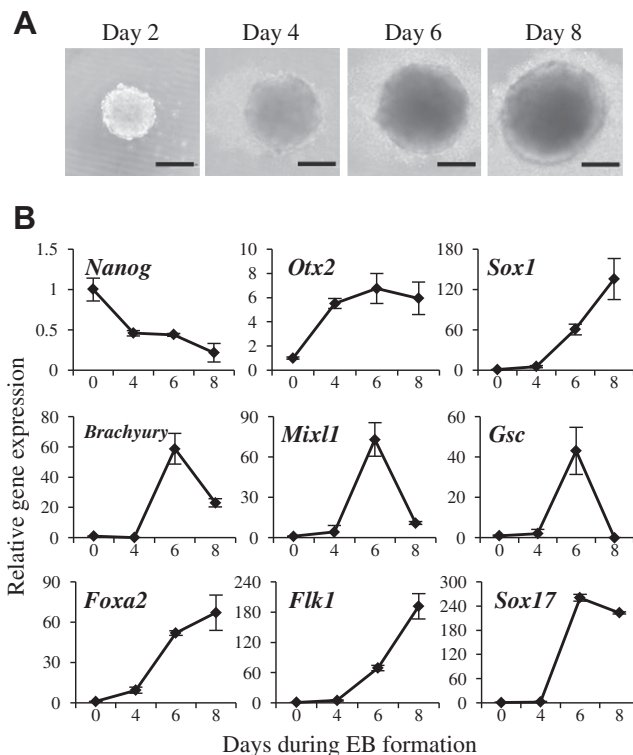 A
Day 2 Day 4 Day 6 Day 8
B
Relative gene expression
Nanog
1.5
1
0.5
0
0 4 6 8
Otx2
10
8
6
4
2
0
0 4 6 8
Sox1
180
120
60
0
0 4 6 8
Brachyury
80
60
40
20
0
0 4 6 8
Mixl1
90
60
30
0
0 4 6 8
Gsc
60
40
20
0
0 4 6 8
Foxa2
90
60
30
0
0 4 6 8
Flk1
240
180
120
60
0
0 4 6 8
Sox17
300
240
180
120
60
0
0 4 6 8
Days during EB formation